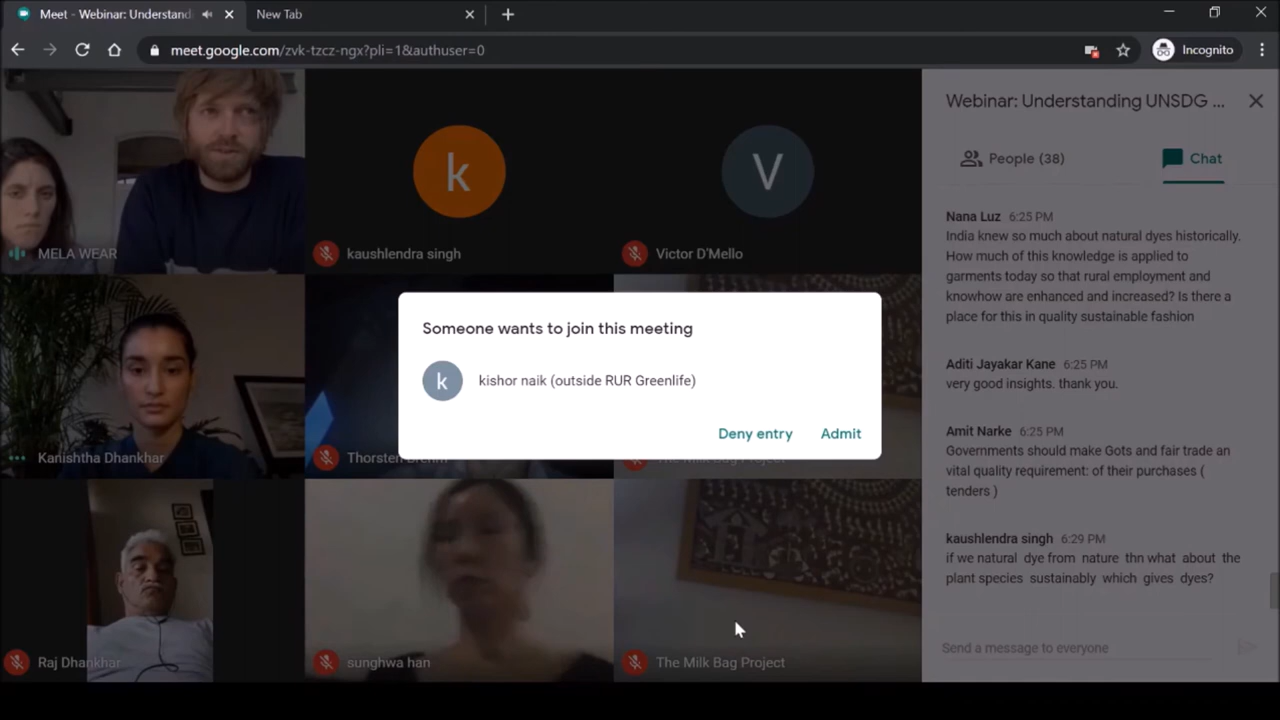 Meet - Webinar: Understandi
New Tab
meet.google.com/zvk-tzcz-ngx?pli=1&authuser=0
Incognito
MELA WEAR
k
kaushlendra singh
V
Victor D'Mello
Kanishtha Dhankhar
Thorsten
The Milk Bag Project
Raj Dhankhar
sunghwa han
The Milk Bag Project
Someone wants to join this meeting
k
kishor naik (outside RUR Greenlife)
Deny entry
Admit
Webinar: Understanding UNSDG ...
People (38)
Chat
Nana Luz 6:25 PM
India knew so much about natural dyes historically.
How much of this knowledge is applied to
garments today so that rural employment and
knowhow are enhanced and increased? Is there a
place for this in quality sustainable fashion
Aditi Jayakar Kane 6:25 PM
very good insights. thank you.
Amit Narke 6:25 PM
Governments should make Gots and fair trade an
vital quality requirement: of their purchases (
tenders )
kaushlendra singh 6:29 PM
if we natural dye from nature thn what about the
plant species sustainably which gives dyes?
Send a message to everyone